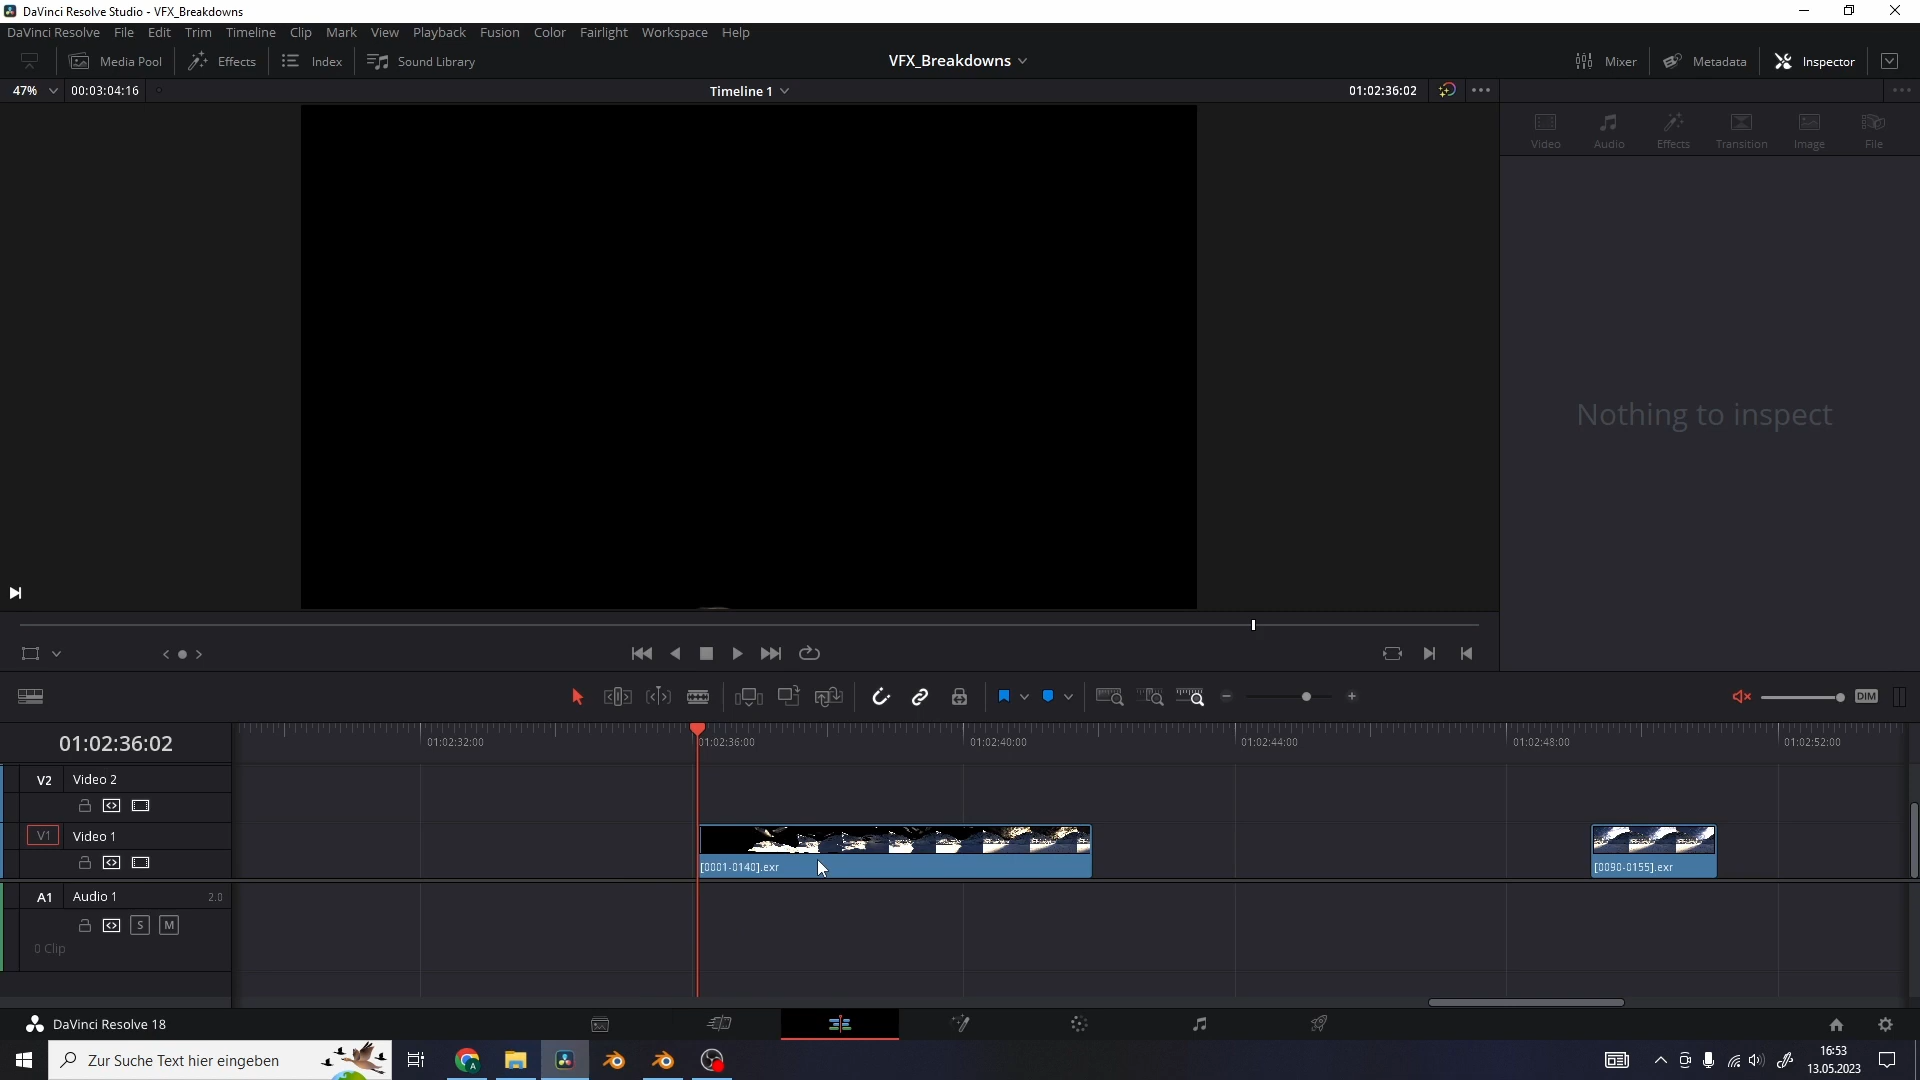 DaVinci Resolve Studio - VFX_Breakdowns
DaVinci Resolve File Edit Trim Timeline Clip Mark View Playback Fusion Color Fairlight Workspace Help
Media Pool Effects Index Sound Library VFX_Breakdowns Mixer Metadata Inspector
47% 00:03:04:16 Timeline 1 01:02:36:02
Video Audio Effects Transition Image File
Nothing to inspect
DIM
01:02:36:02 01:02:32:00 01:02:36:00 01:02:40:00 01:02:44:00 01:02:48:00 01:02:52:00
V2 Video 2
V1 Video 1
[0001-0140].exr [0090-0155].exr
A1 Audio 1 2.0
S M
0 Clip
DaVinci Resolve 18
Zur Suche Text hier eingeben
16:53
13.05.2023